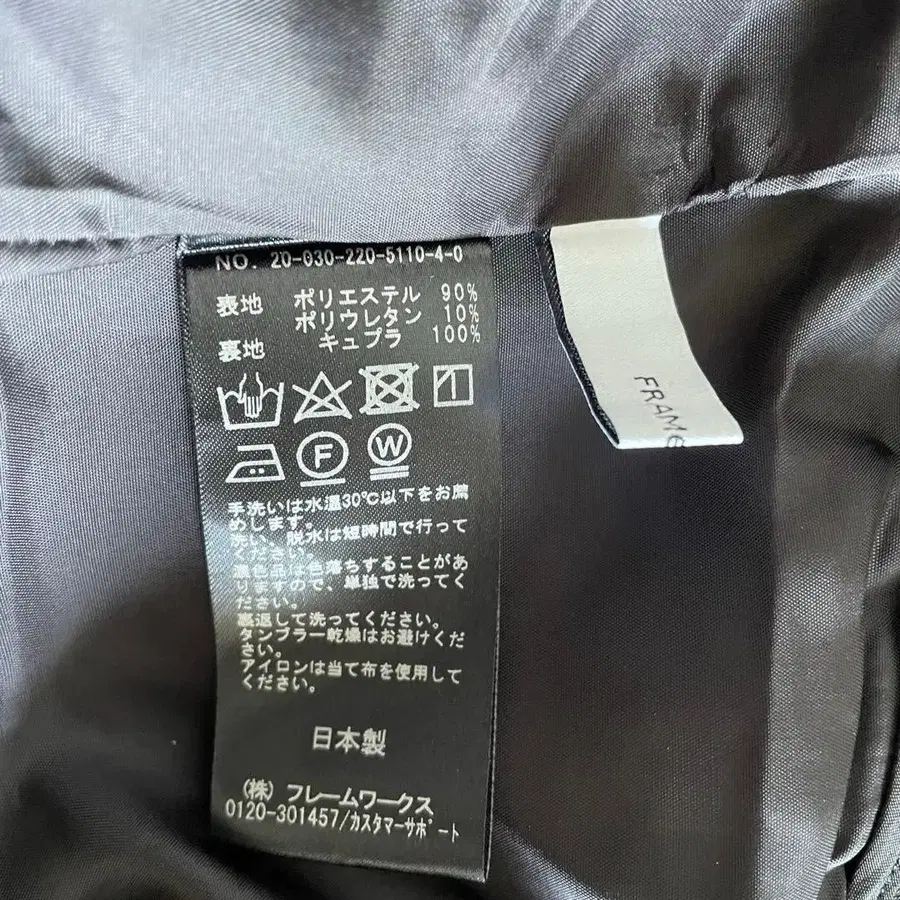 NO. 20-030-220-5110-4-0
表地 ポリエステル 90%
ポリウレタン 10%
裏地 キュプラ 100%
F
W
手洗いは水温30℃以下をお薦
めします。
洗い、脱水は短時間で行って
ください。
濃色品は色落ちすることがあ
りますので、単独で洗ってく
ださい。
裏返して洗ってください。
タンブラー乾燥はお避けくだ
さい。
アイロンは当て布を使用して
ください。
日本製
(株) フレームワークス
0120-301457/カスタマーサポート
FRAM